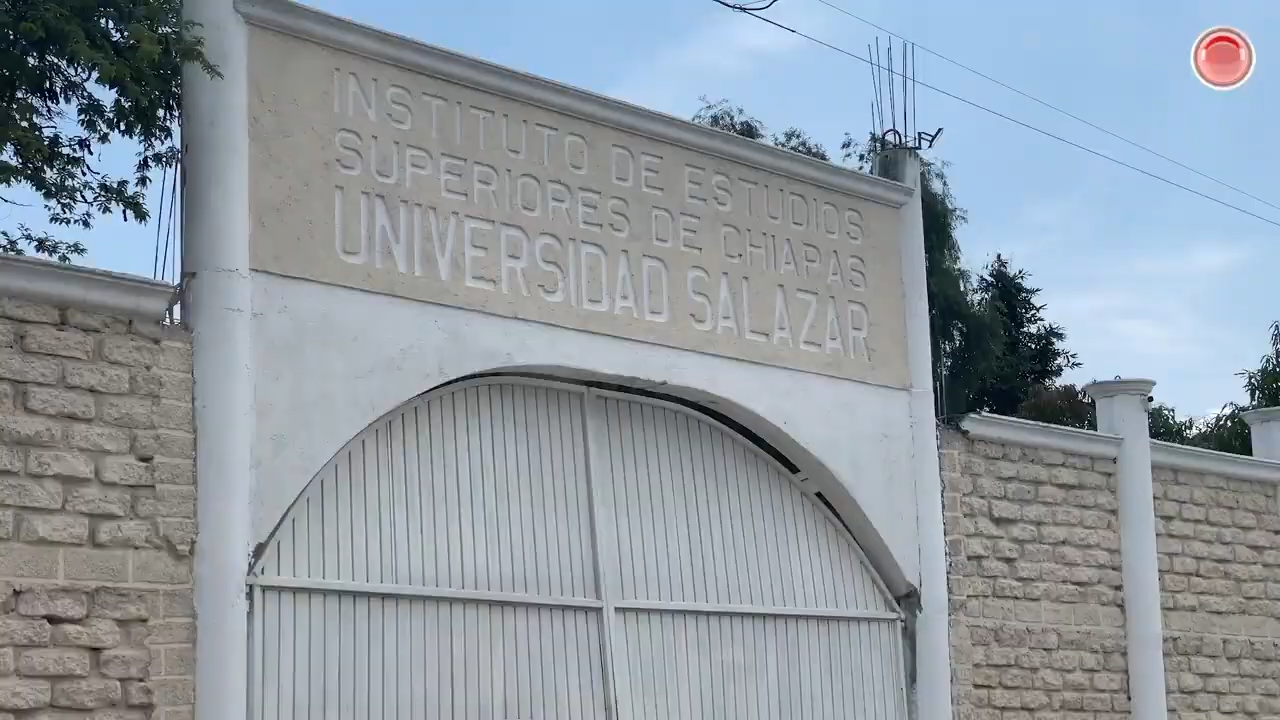 INSTITUTO DE ESTUDIOS
SUPERIORES DE CHIAPAS
UNIVERSIDAD SALAZAR